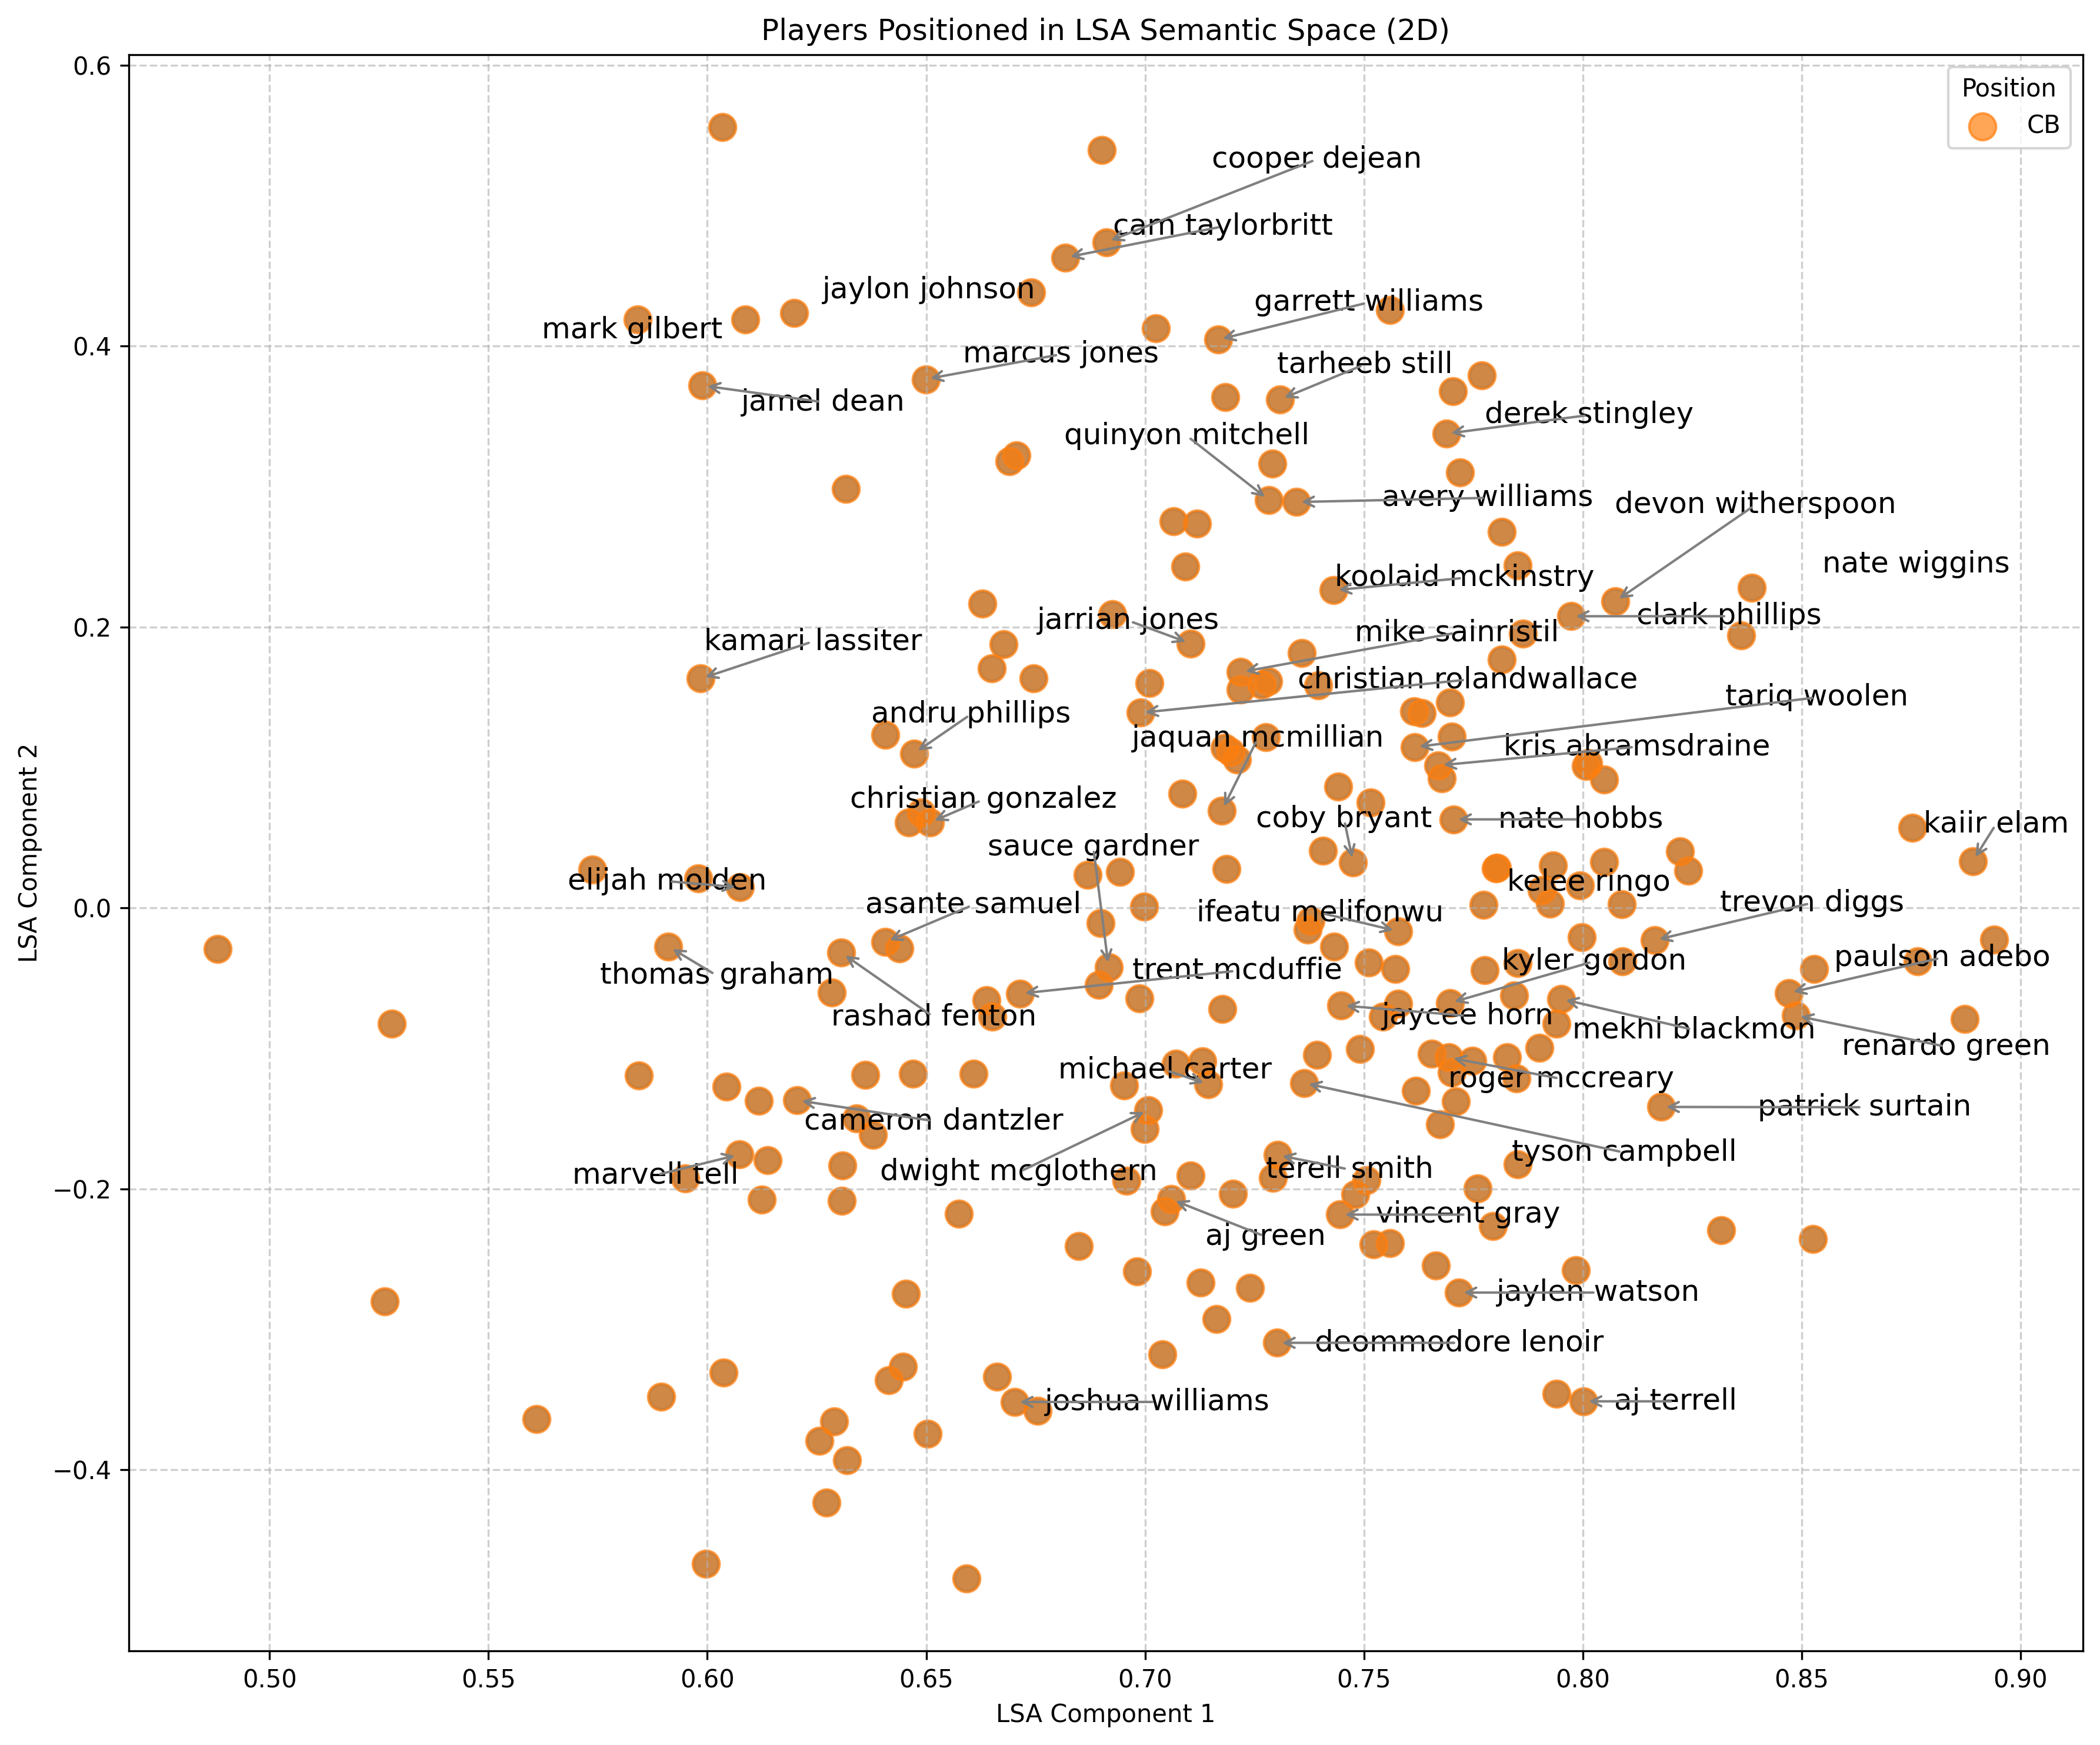 Players Positioned in LSA Semantic Space (2D)
Position
CB
cooper dejean
cam taylorbritt
jaylon johnson
garrett williams
mark gilbert
marcus jones
tarheeb still
jamel dean
derek stingley
quinyon mitchell
avery williams
devon witherspoon
nate wiggins
koolaid mckinstry
jarrian jones
clark phillips
mike sainristil
kamari lassiter
christian rolandwallace
tariq woolen
andru phillips
jaquan mcmillian
kris abramsdraine
christian gonzalez
coby bryant
nate hobbs
kaiir elam
sauce gardner
elijah molden
kelee ringo
asante samuel
ifeatu melifonwu
trevon diggs
thomas graham
trent mcduffie
kyler gordon
paulson adebo
rashad fenton
jaycee horn
mekhi blackmon
renardo green
michael carter
roger mccreary
cameron dantzler
patrick surtain
tyson campbell
marvell tell
dwight mcglothern
terell smith
aj green
vincent gray
jaylen watson
deommodore lenoir
joshua williams
aj terrell
0.6
0.4
0.2
0.0
−0.2
−0.4
LSA Component 2
0.50
0.55
0.60
0.65
0.70
0.75
0.80
0.85
0.90
LSA Component 1